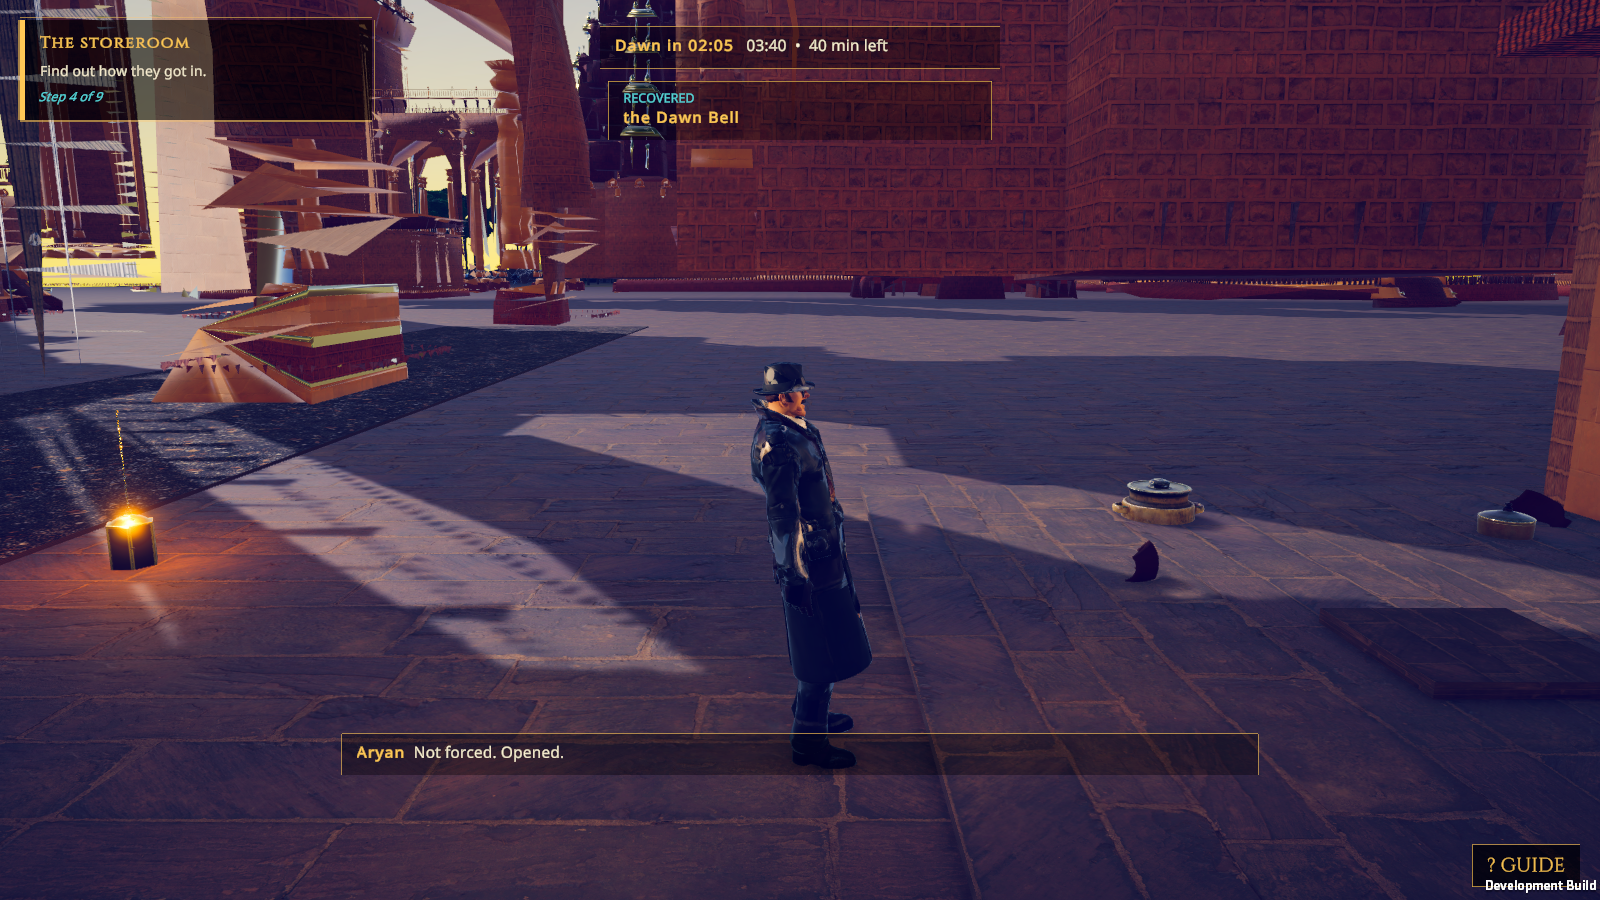 THE STOREROOM
Find out how they got in.
Step 4 of 9
Dawn in 02:05 03:40 • 40 min left
RECOVERED
the Dawn Bell
Aryan Not forced. Opened.
? GUIDE
Development Build